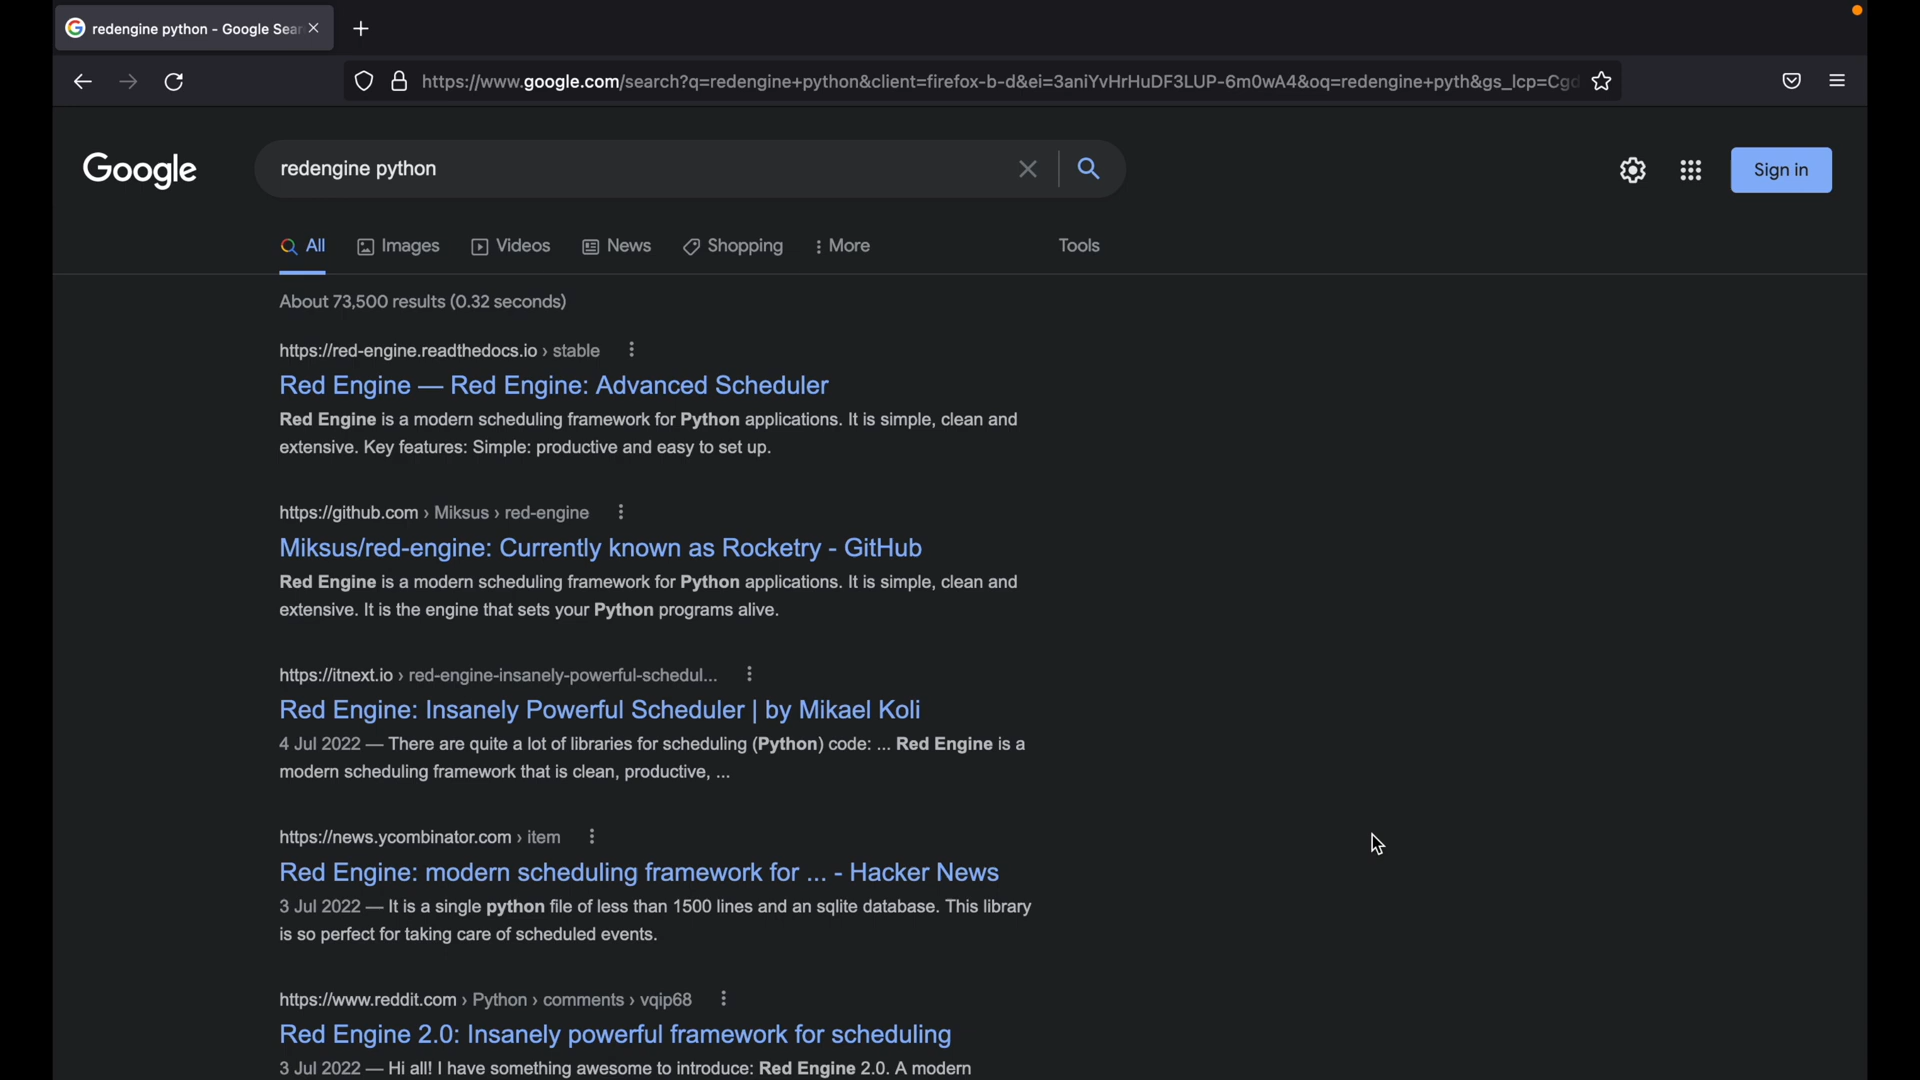 redengine python - Google Sear
https://www.google.com/search?q=redengine+python&client=firefox-b-d&ei=3aniYvHrHuDF3LUP-6m0wA4&oq=redengine+pyth&gs_lcp=Cgd
Google
redengine python
Sign in
All Images Videos News Shopping More Tools
About 73,500 results (0.32 seconds)
https://red-engine.readthedocs.io › stable
Red Engine — Red Engine: Advanced Scheduler
Red Engine is a modern scheduling framework for Python applications. It is simple, clean and
extensive. Key features: Simple: productive and easy to set up.
https://github.com › Miksus › red-engine
Miksus/red-engine: Currently known as Rocketry - GitHub
Red Engine is a modern scheduling framework for Python applications. It is simple, clean and
extensive. It is the engine that sets your Python programs alive.
https://itnext.io › red-engine-insanely-powerful-schedul...
Red Engine: Insanely Powerful Scheduler | by Mikael Koli
4 Jul 2022 — There are quite a lot of libraries for scheduling (Python) code: ... Red Engine is a
modern scheduling framework that is clean, productive, ...
https://news.ycombinator.com › item
Red Engine: modern scheduling framework for ... - Hacker News
3 Jul 2022 — It is a single python file of less than 1500 lines and an sqlite database. This library
is so perfect for taking care of scheduled events.
https://www.reddit.com › Python › comments › vqip68
Red Engine 2.0: Insanely powerful framework for scheduling
3 Jul 2022 — Hi all! I have something awesome to introduce: Red Engine 2.0. A modern